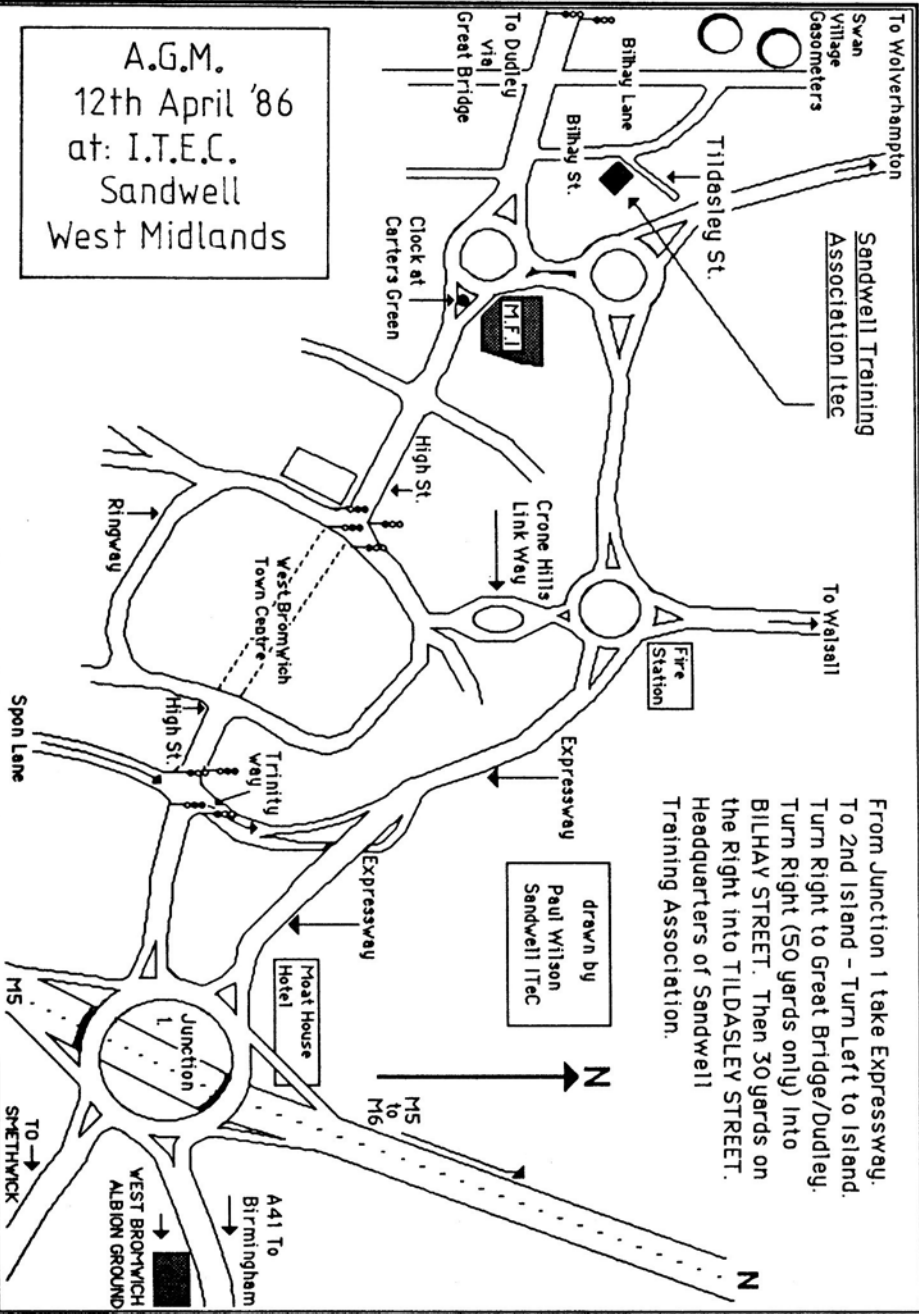 A.G.M.
12th April '86
at: I.T.E.C.
Sandwell
West Midlands
To Wolverhampton
Swan
Village
Gasometers
Bilhay Lane
To Dudley
via
Great Bridge
Bilhay St.
Tildasley St.
Sandwell Training
Association Itec
Clock at
Carters Green
M.F.I
High St.
Crone Hills
Link Way
To Walsall
Fire
Station
Ringway
West Bromwich
Town Centre
High St.
Spon Lane
Trinity
way
Expressway
Expressway
From Junction 1 take Expressway.
To 2nd Island - Turn Left to Island.
Turn Right to Great Bridge/Dudley.
Turn Right (50 yards only) Into
BILHAY STREET. Then 30 yards on
the Right into TILDASLEY STREET.
Headquarters of Sandwell
Training Association.
drawn by
Paul Wilson
Sandwell ITeC
Moat House
Hotel
N
Junction
1.
M5
M5
to
M6
N
TO
SMETHWICK
A41 To
Birmingham
WEST BROMWICH
ALBION GROUND